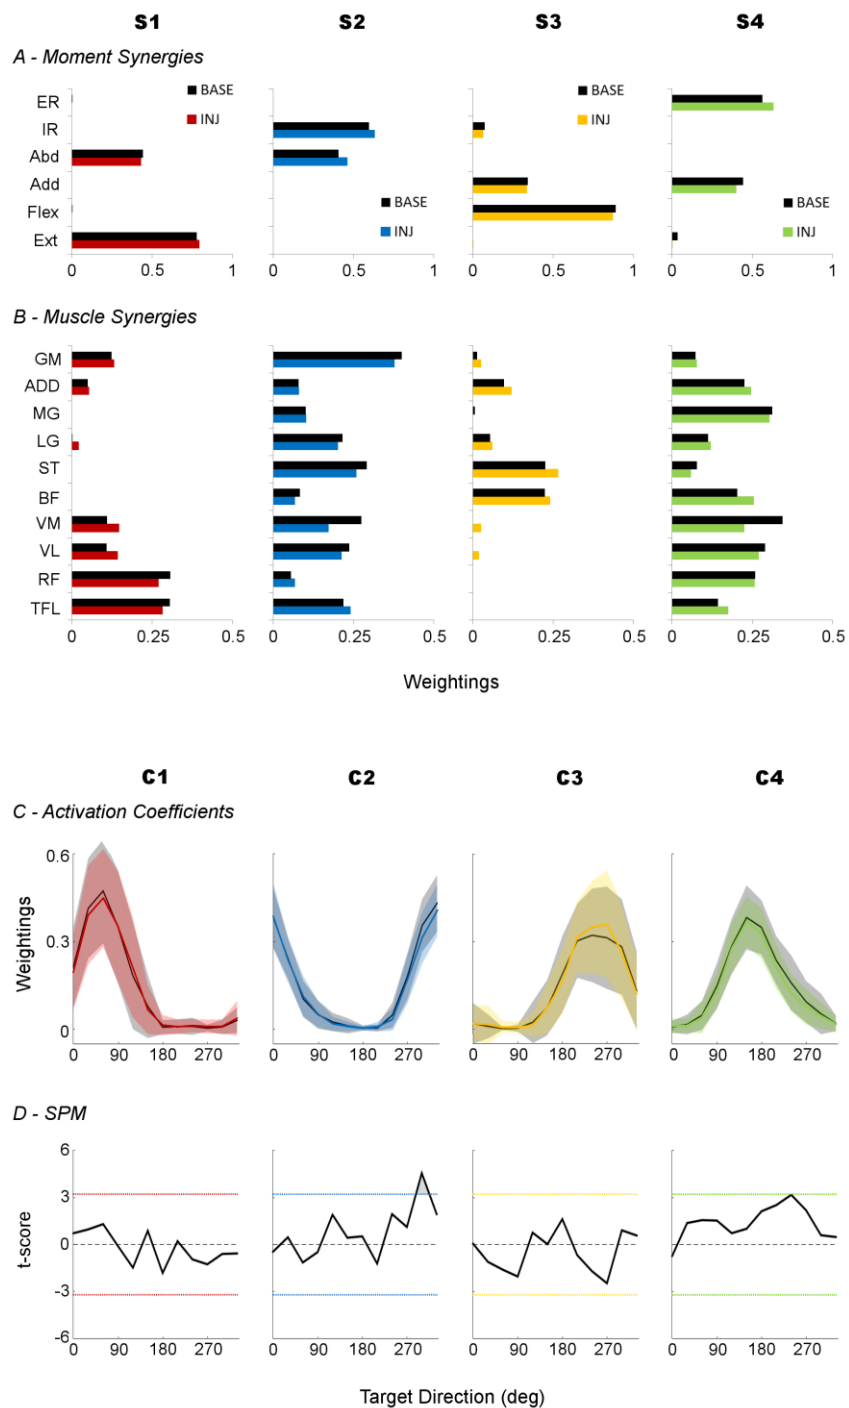 S1 S2 S3 S4
A - Moment Synergies
ER
IR
Abd
Add
Flex
Ext
BASE
INJ
BASE
INJ
BASE
INJ
BASE
INJ
0 0.5 1 0 0.5 1 0 0.5 1 0 0.5 1
B - Muscle Synergies
GM
ADD
MG
LG
ST
BF
VM
VL
RF
TFL
0 0.25 0.5 0 0.25 0.5 0 0.25 0.5 0 0.25 0.5
Weightings
C1 C2 C3 C4
C - Activation Coefficients
Weightings
0.6
0.3
0
0 90 180 270 0 90 180 270 0 90 180 270 0 90 180 270
D - SPM
t-score
6
3
0
-3
-6
0 90 180 270 0 90 180 270 0 90 180 270 0 90 180 270
Target Direction (deg)